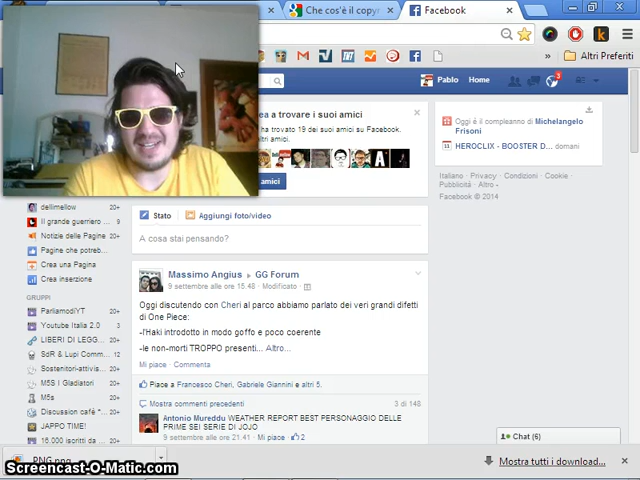 Che cos'è il copyr
Facebook
Altri Preferiti
Pablo Home
3
a trovare i suoi amici
ha trovato 19 dei suoi amici su Facebook.
amici
Oggi è il compleanno di Michelangelo
Frisoni
HEROCLIX - BOOSTER D... domani
Italiano · Privacy · Condizioni · Cookie ·
Pubblicità · Altro
Facebook © 2014
dellimellow 20+
Il grande guerriero ... 9
Notizie delle Pagine 20+
Pagine che potreb...
Crea una Pagina
Crea inserzione
GRUPPI
ParliamodiYT 20+
Youtube Italia 2.0 3
LIBERI DI LEGG... 20+
SdR & Lupi Comm... 12
Sostenitori-attivis... 20+
M5S I Gladiatori 20+
M5s 20+
Discussion café " ... 20+
JAPPO TIME! 20+
16.000 iscritti da ... 20+
Stato Aggiungi foto/video
A cosa stai pensando?
Massimo Angius ▸ GG Forum
9 settembre alle ore 15.48 · Modificato ·
Oggi discutendo con Cheri al parco abbiamo parlato dei veri grandi difetti
di One Piece:
-l'Haki introdotto in modo goffo e poco coerente
-le non-morti TROPPO presenti... Altro...
Mi piace · Commenta
Piace a Francesco Cheri, Gabriele Giannini e altri 5.
Mostra commenti precedenti 3 di 148
Antonio Mureddu WEATHER REPORT BEST PERSONAGGIO DELLE
PRIME SEI SERIE DI JOJO
9 settembre alle ore 21.41 · Mi piace · 2
Chat (6)
PNG.png
Mostra tutti i download...
Screencast-O-Matic.com